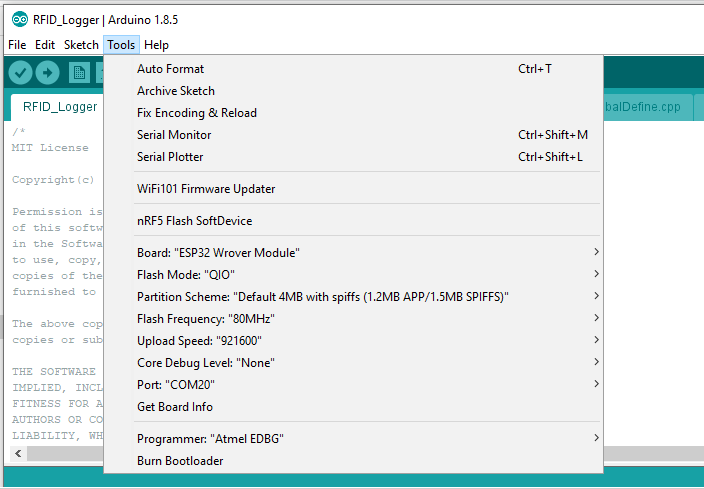 RFID_Logger | Arduino 1.8.5
File Edit Sketch Tools Help
RFID_Logger
balDefine.cpp
Auto Format Ctrl+T
Archive Sketch
Fix Encoding & Reload
Serial Monitor Ctrl+Shift+M
Serial Plotter Ctrl+Shift+L
WiFi101 Firmware Updater
nRF5 Flash SoftDevice
Board: "ESP32 Wrover Module"
Flash Mode: "QIO"
Partition Scheme: "Default 4MB with spiffs (1.2MB APP/1.5MB SPIFFS)"
Flash Frequency: "80MHz"
Upload Speed: "921600"
Core Debug Level: "None"
Port: "COM20"
Get Board Info
Programmer: "Atmel EDBG"
Burn Bootloader
/*
MIT License
Copyright(c)
Permission is
of this softw
in the Softwa
to use, copy,
copies of the
furnished to
The above cop
copies or sub
THE SOFTWARE
IMPLIED, INCL
FITNESS FOR A
AUTHORS OR CO
LIABILITY, WH